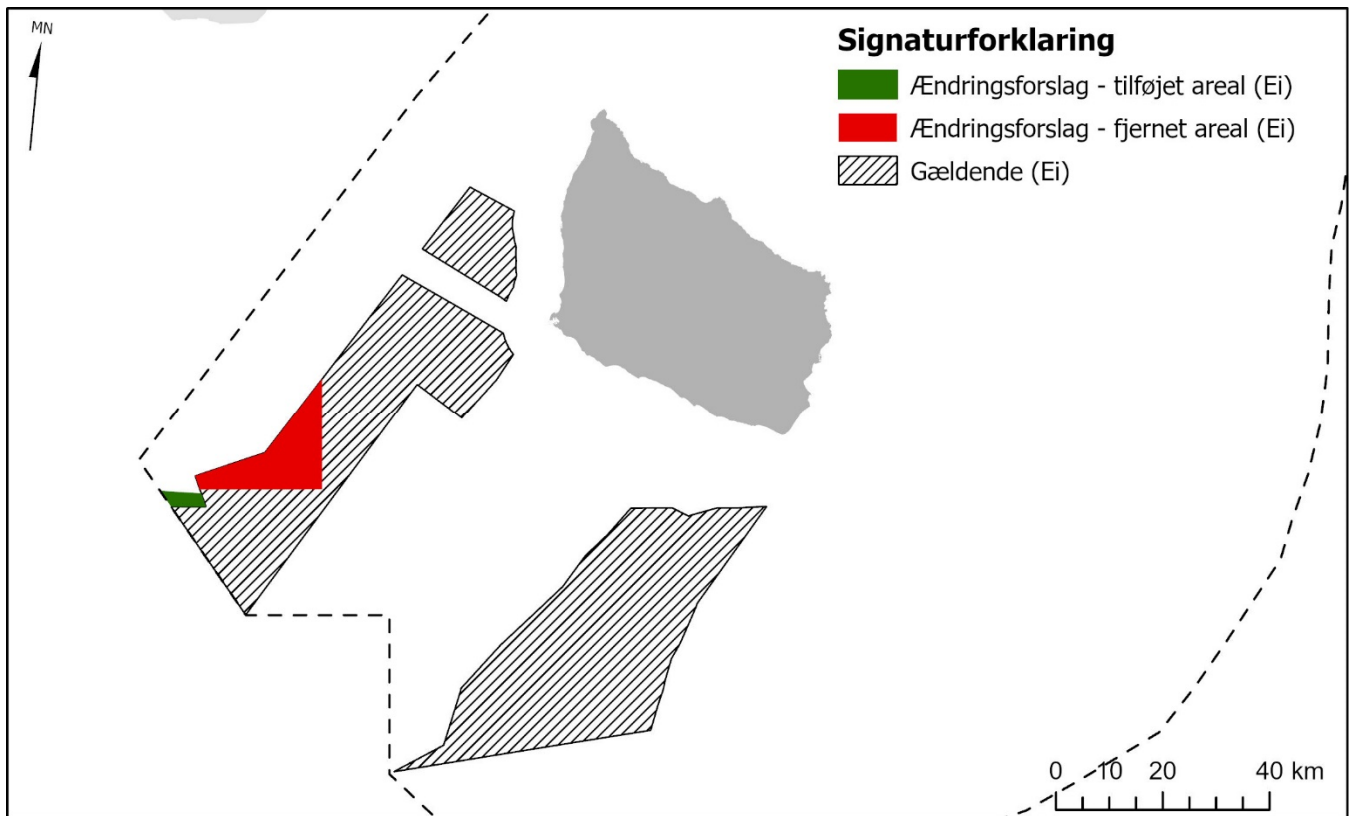 MN
Signaturforklaring
Ændringsforslag - tilføjet areal (Ei)
Ændringsforslag - fjernet areal (Ei)
Gældende (Ei)
0 10 20 40 km